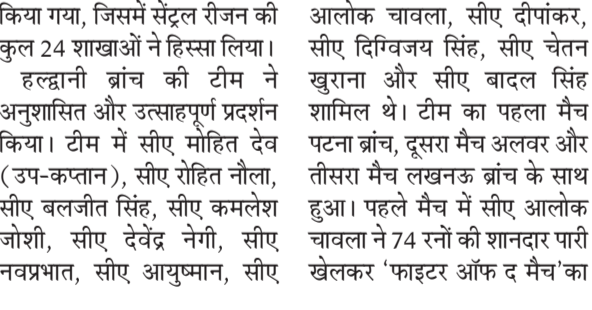 किया गया, जिसमें सेंट्रल रीजन की
कुल 24 शाखाओं ने हिस्सा लिया।
हल्द्वानी ब्रांच की टीम ने
अनुशासित और उत्साहपूर्ण प्रदर्शन
किया। टीम में सीए मोहित देव
(उप-कप्तान), सीए रोहित नौला,
सीए बलजीत सिंह, सीए कमलेश
जोशी, सीए देवेंद्र नेगी, सीए
नवप्रभात, सीए आयुष्मान, सीए
आलोक चावला, सीए दीपांकर,
सीए दिग्विजय सिंह, सीए चेतन
खुराना और सीए बादल सिंह
शामिल थे। टीम का पहला मैच
पटना ब्रांच, दूसरा मैच अलवर और
तीसरा मैच लखनऊ ब्रांच के साथ
हुआ। पहले मैच में सीए आलोक
चावला ने 74 रनों की शानदार पारी
खेलकर ‘फाइटर ऑफ द मैच’का